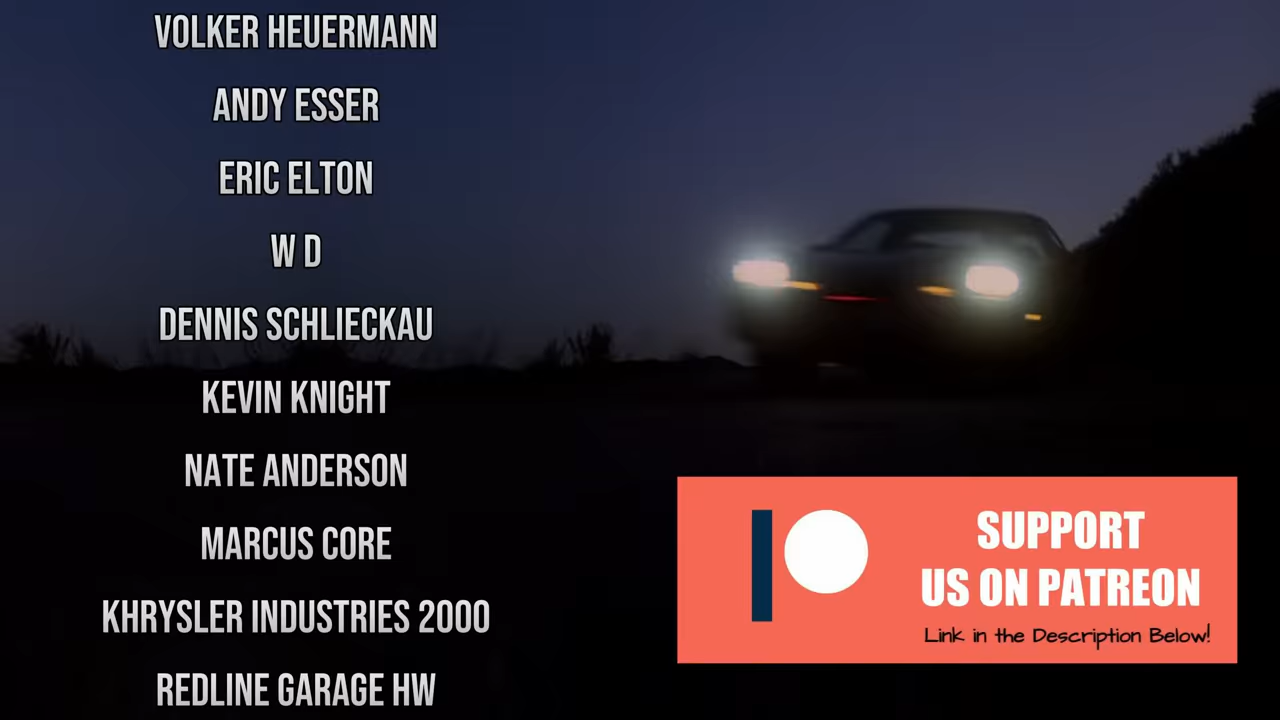 VOLKER HEUERMANN
ANDY ESSER
ERIC ELTON
W D
DENNIS SCHLIECKAU
KEVIN KNIGHT
NATE ANDERSON
MARCUS CORE
KHRYSLER INDUSTRIES 2000
REDLINE GARAGE HW
SUPPORT
US ON PATREON
Link in the Description Below!